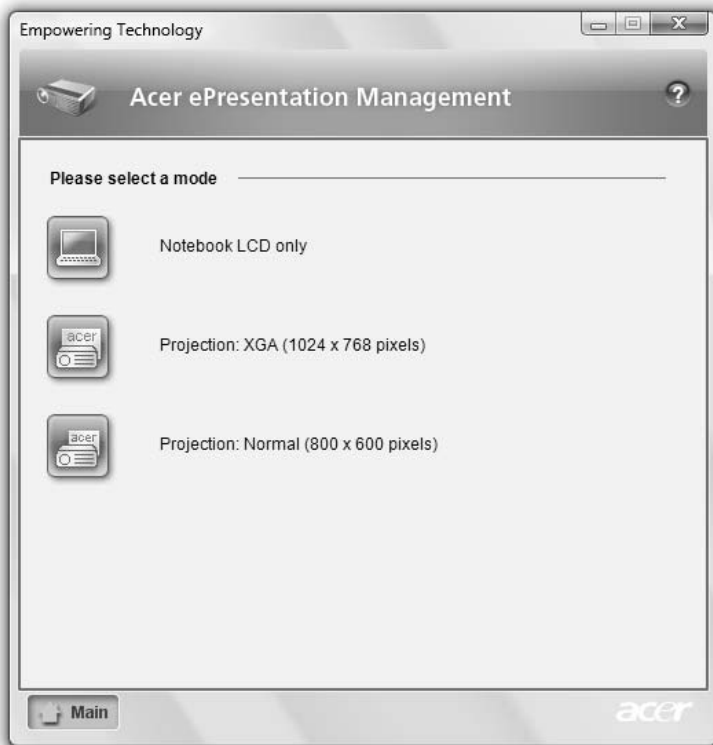 Empowering Technology
Acer ePresentation Management
?
Please select a mode
Notebook LCD only
acer
Projection: XGA (1024 x 768 pixels)
acer
Projection: Normal (800 x 600 pixels)
Main
acer